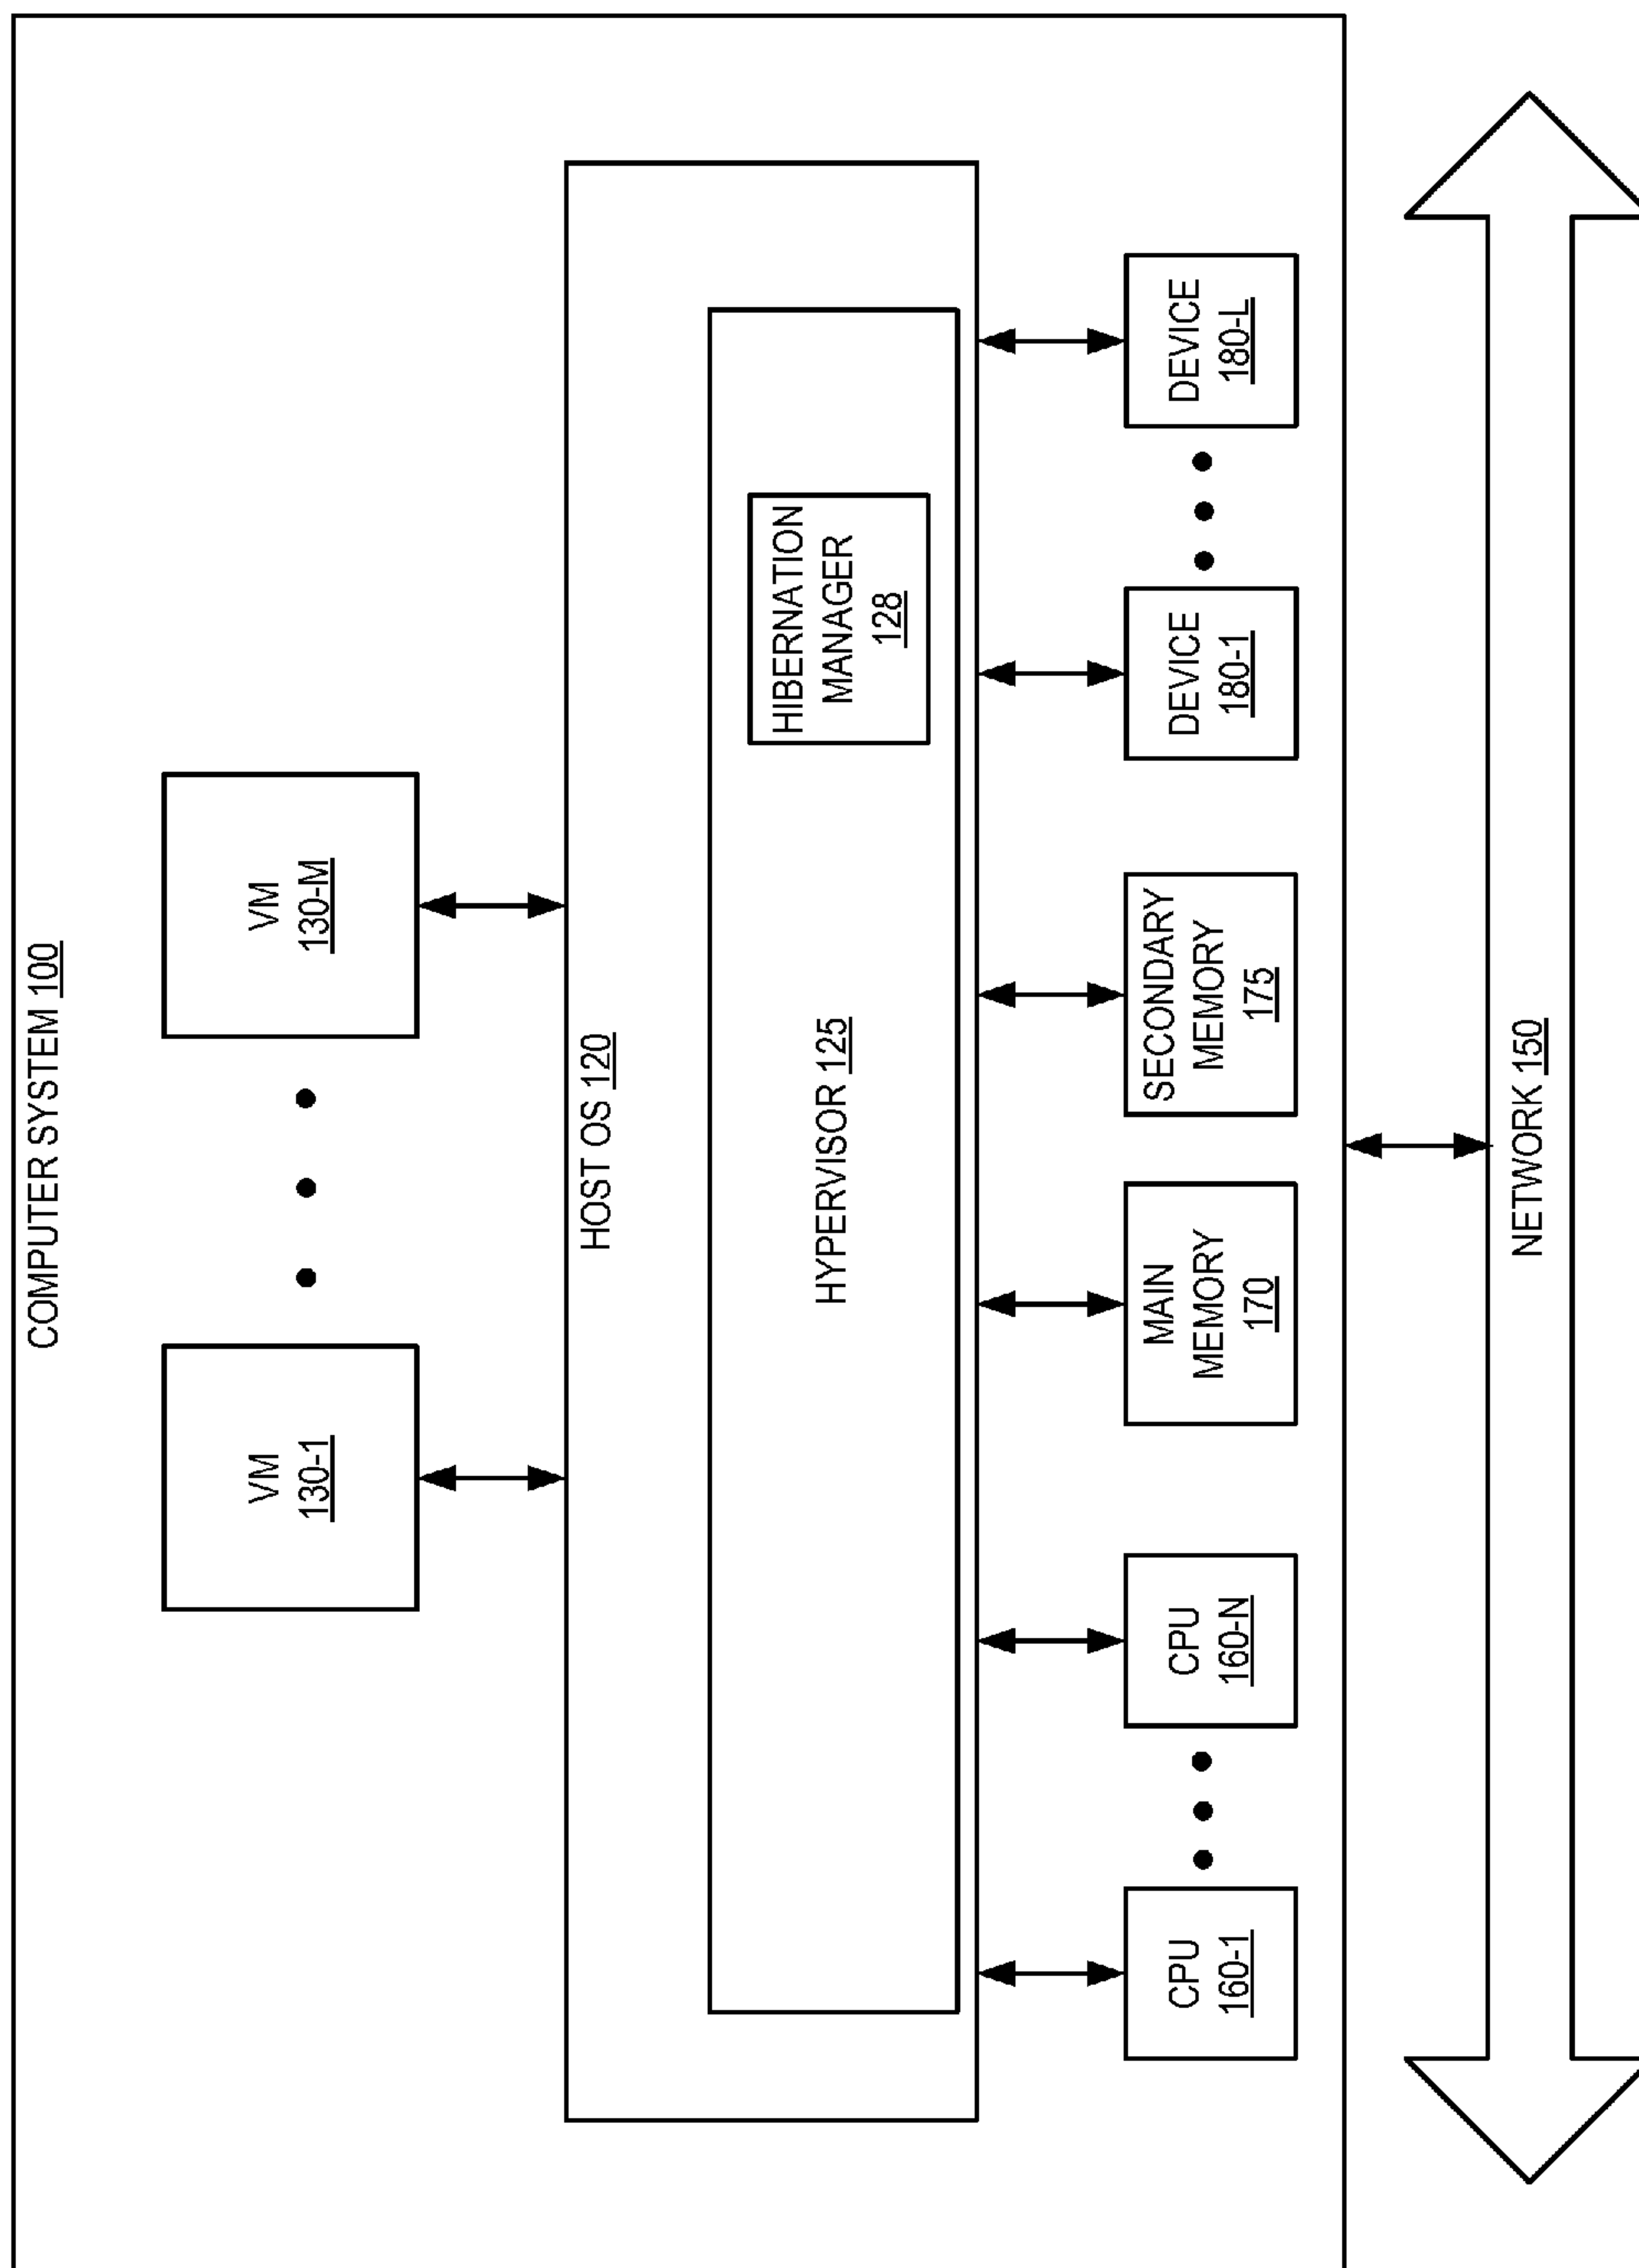 COMPUTER SYSTEM 100
VM
130-1
VM
130-M
HOST OS 120
HYPERVISOR 125
HIBERNATION
MANAGER
128
CPU
160-1
CPU
160-N
MAIN
MEMORY
170
SECONDARY
MEMORY
175
DEVICE
180-1
DEVICE
180-L
NETWORK 150